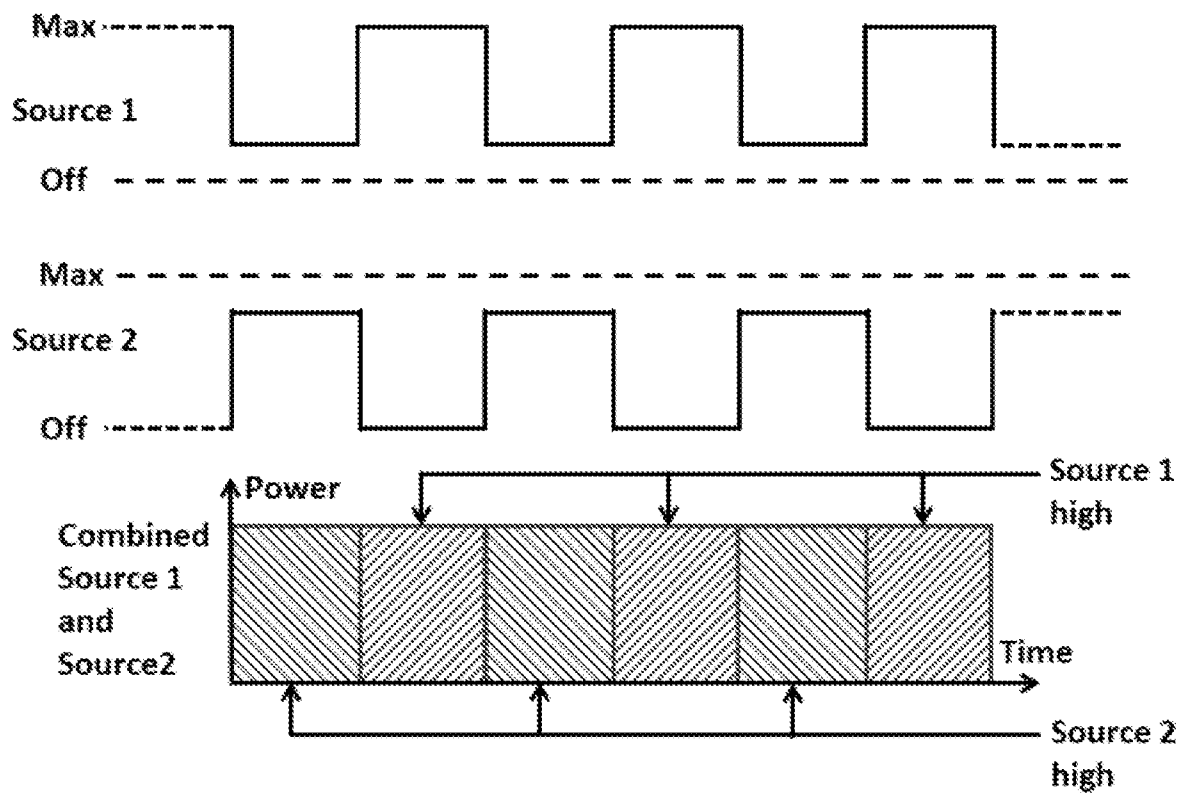 Max
Source 1
Off
Max
Source 2
Off
Power
Source 1
high
Combined
Source 1
and
Source2
Time
Source 2
high